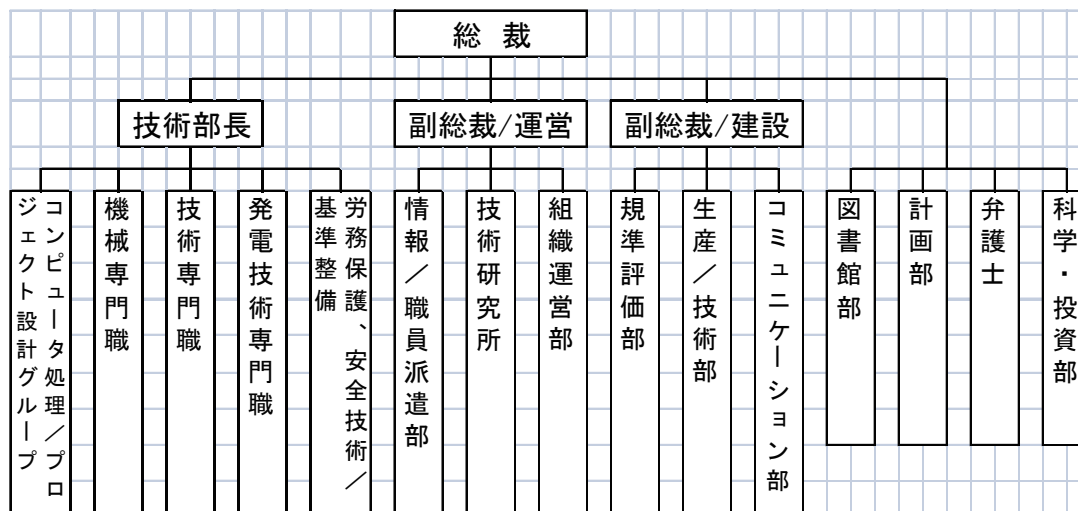 総 裁
技術部長
副総裁/運営
副総裁/建設
コンピュータ処理／プロ
ジェクト設計グループ
機械専門職
技術専門職
発電技術専門職
労務保護、安全技術／
基準整備
情報／職員派遣部
技術研究所
組織運営部
規準評価部
生産／技術部
コミュニケーション部
図書館部
計画部
弁護士
科学・投資部